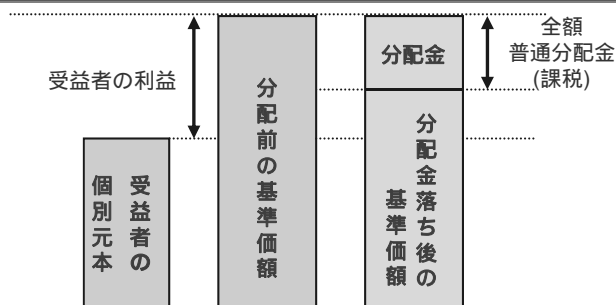 受益者の利益
受益者の
個別元本
分配前の基準価額
分配金
分配金落ち後の
基準価額
全額
普通分配金
(課税)